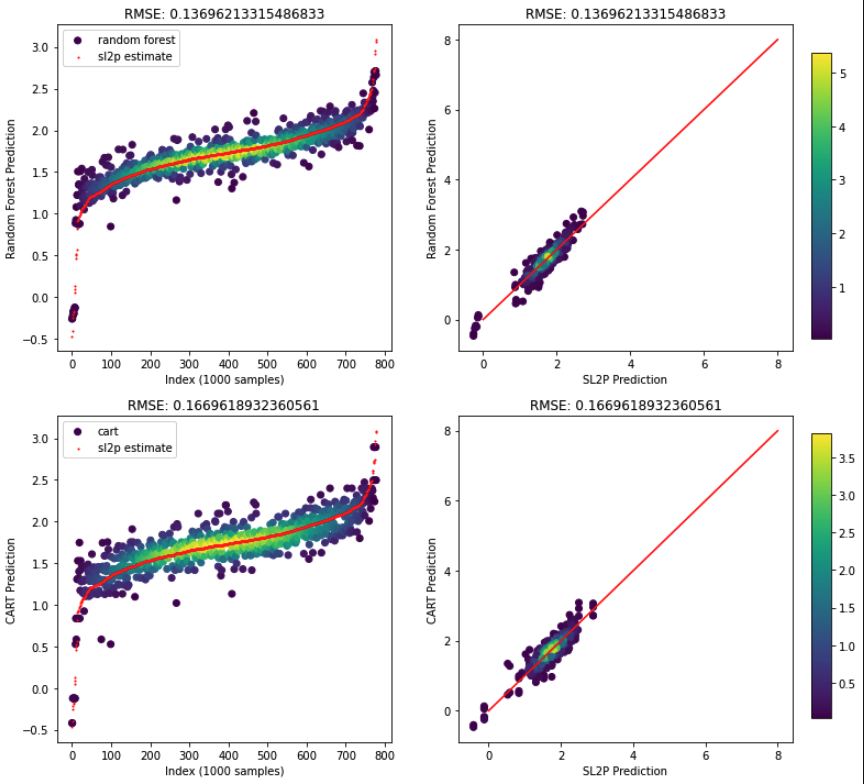 RMSE: 0.13696213315486833
random forest
sl2p estimate
Random Forest Prediction
3.0
2.5
2.0
1.5
1.0
0.5
0.0
−0.5
0 100 200 300 400 500 600 700 800
Index (1000 samples)
RMSE: 0.13696213315486833
Random Forest Prediction
8
6
4
2
0
0 2 4 6 8
SL2P Prediction
5
4
3
2
1
RMSE: 0.1669618932360561
cart
sl2p estimate
CART Prediction
3.0
2.5
2.0
1.5
1.0
0.5
0.0
−0.5
0 100 200 300 400 500 600 700 800
Index (1000 samples)
RMSE: 0.1669618932360561
CART Prediction
8
6
4
2
0
0 2 4 6 8
SL2P Prediction
3.5
3.0
2.5
2.0
1.5
1.0
0.5